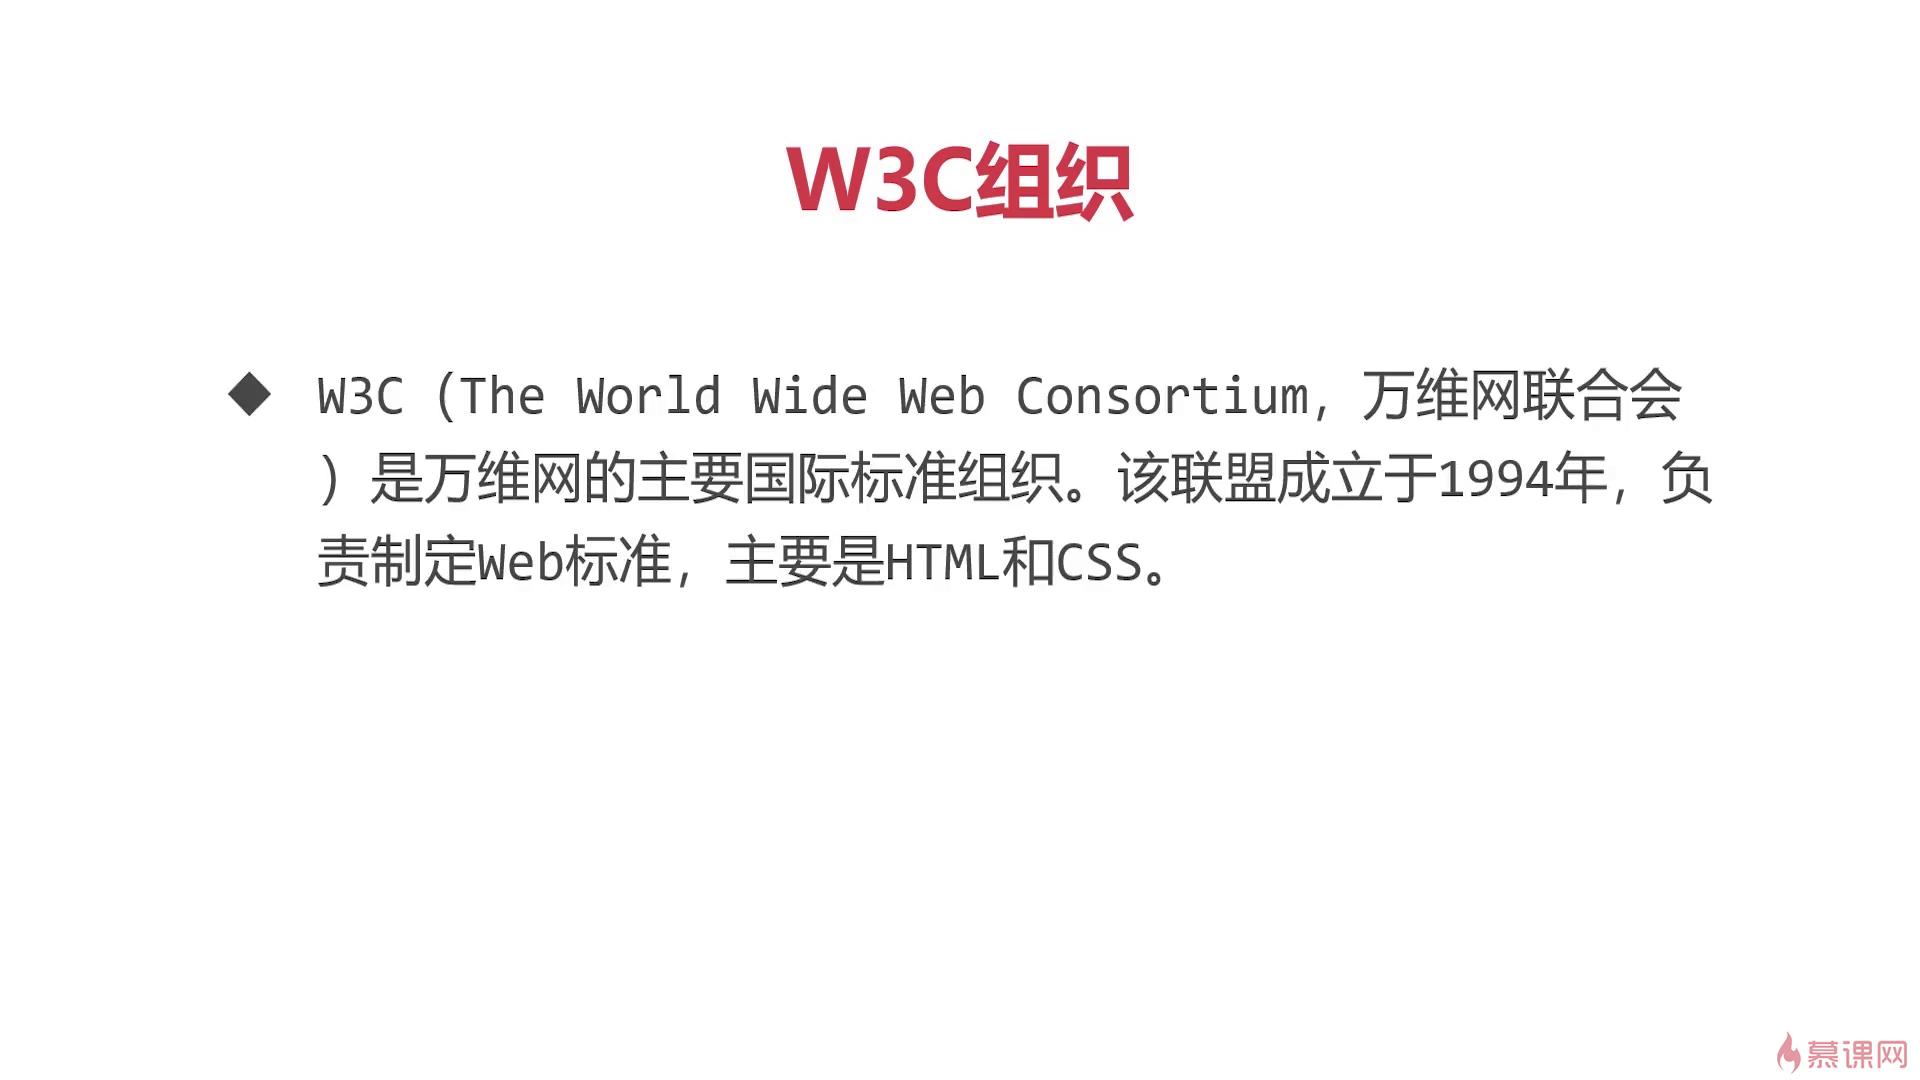 W3C组织
◆ W3C（The World Wide Web Consortium，万维网联合会
）是万维网的主要国际标准组织。该联盟成立于1994年，负
责制定Web标准，主要是HTML和CSS。
慕课网